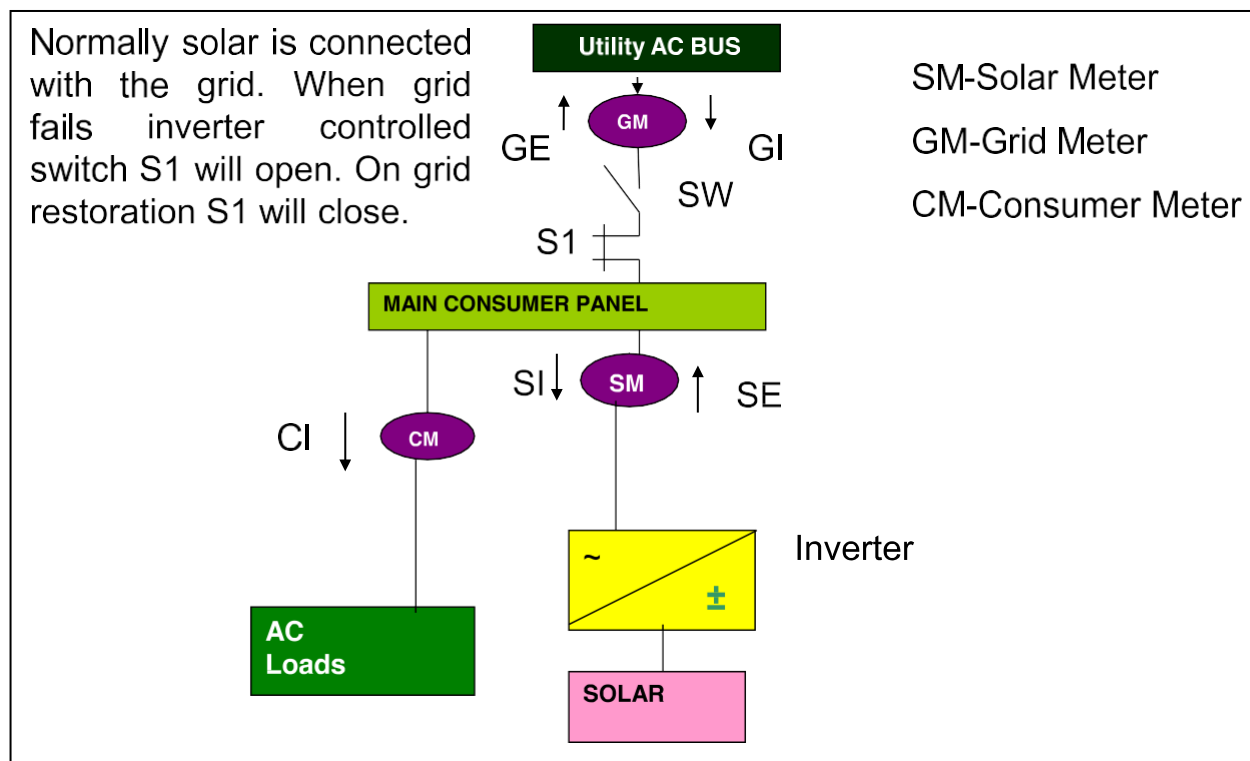 Normally solar is connected
with the grid. When grid
fails inverter controlled
switch S1 will open. On grid
restoration S1 will close.
Utility AC BUS
SM-Solar Meter
GM-Grid Meter
CM-Consumer Meter
GM
GE
GI
SW
S1
MAIN CONSUMER PANEL
SI
SM
SE
CI
CM
Inverter
~
±
AC
Loads
SOLAR